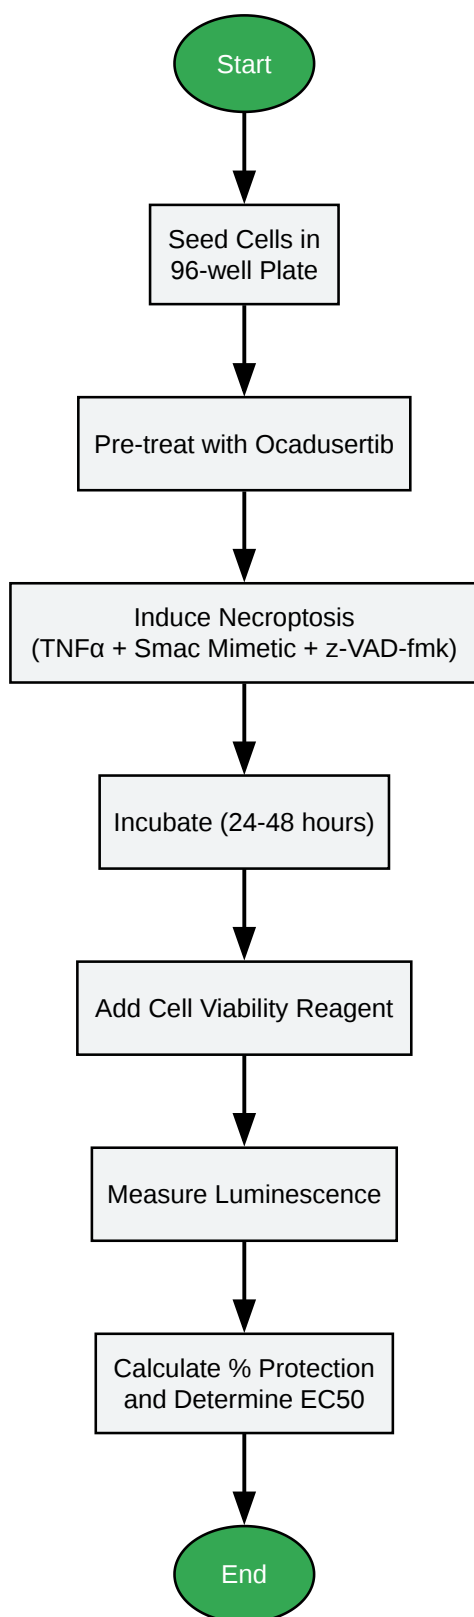 Start
Seed Cells in
96-well Plate
Pre-treat with Ocadusertib
Induce Necroptosis
(TNFα + Smac Mimetic + z-VAD-fmk)
Incubate (24-48 hours)
Add Cell Viability Reagent
Measure Luminescence
Calculate % Protection
and Determine EC50
End